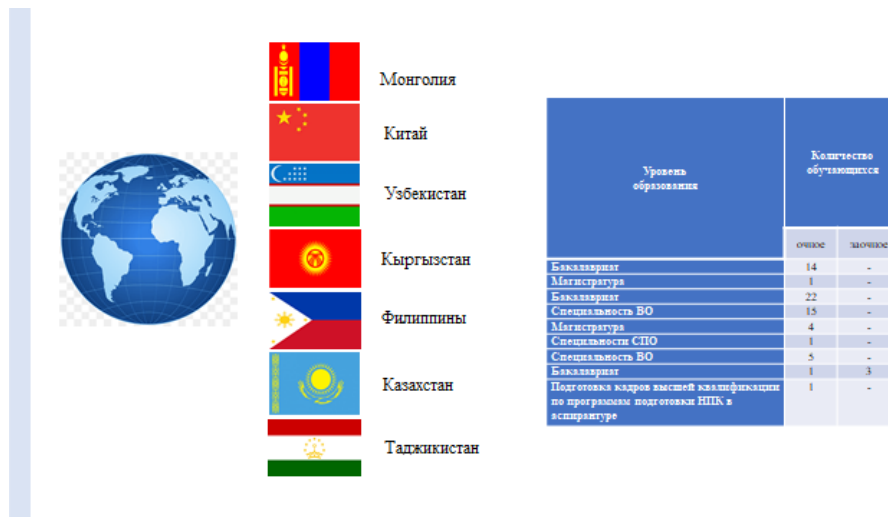 Монголия
Китай
Узбекистан
Кыргызстан
Филиппины
Казахстан
Таджикистан
Уровень
образования
Количество
обучающихся
очное заочное
Бакалавриат 14 -
Магистратура 1 -
Бакалавриат 22 -
Специальность ВО 15 -
Магистратура 4 -
Специльности СПО 1 -
Специальность ВО 5 -
Бакалавриат 1 3
Подготовка кадров высшей квалификации 1 -
по программам подготовки НПК в
аспирантуре